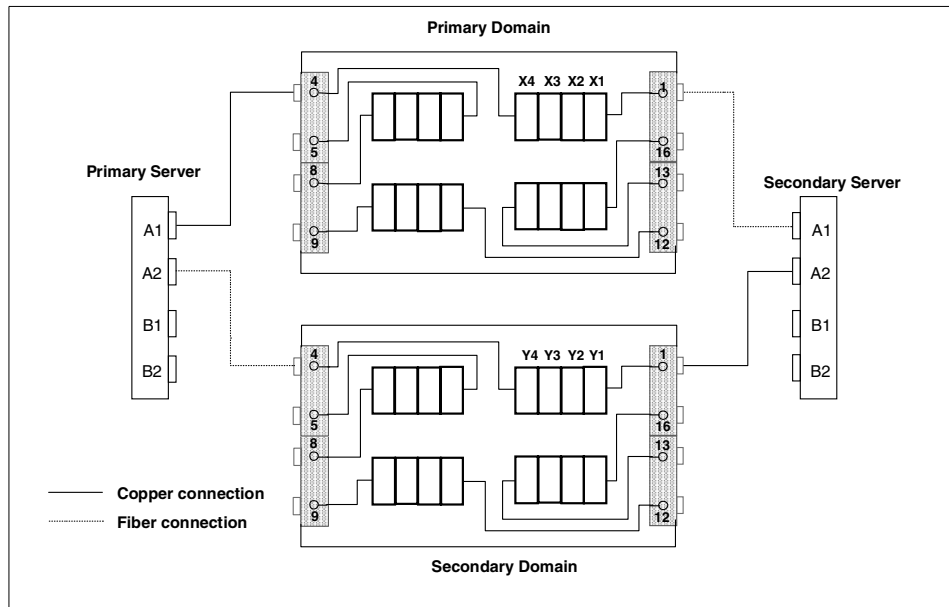 Primary Domain
4
X4 X3 X2 X1
1
5
16
8
13
9
12
Primary Server
A1
A2
B1
B2
Secondary Server
A1
A2
B1
B2
4
Y4 Y3 Y2 Y1
1
5
16
8
13
9
12
Copper connection
Fiber connection
Secondary Domain